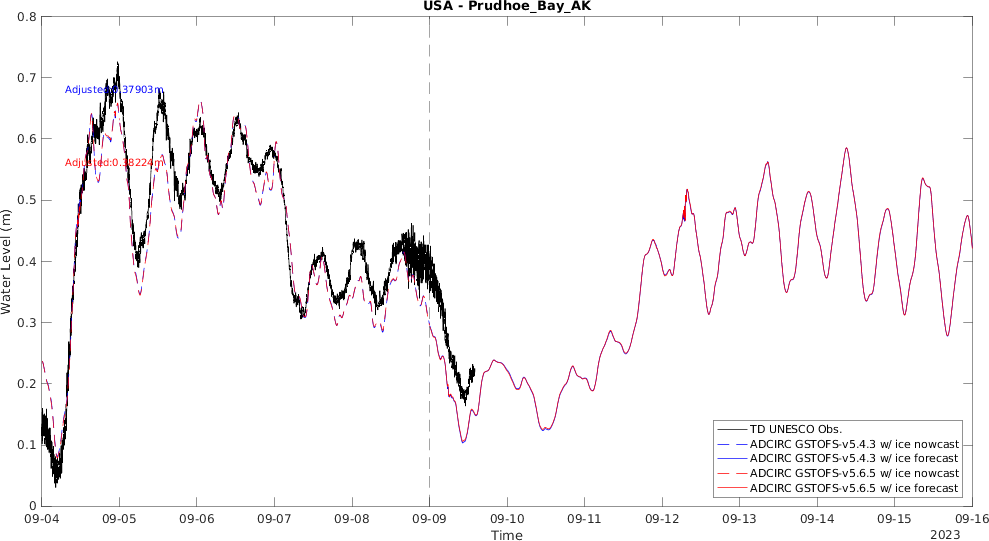 USA - Prudhoe_Bay_AK
0.8
0.7
0.6
0.5
0.4
0.3
0.2
0.1
0
Water Level (m)
Adjusted:0.37903m
Adjusted:0.38224m
TD UNESCO Obs.
ADCIRC GSTOFS-v5.4.3 w/ ice nowcast
ADCIRC GSTOFS-v5.4.3 w/ ice forecast
ADCIRC GSTOFS-v5.6.5 w/ ice nowcast
ADCIRC GSTOFS-v5.6.5 w/ ice forecast
09-04 09-05 09-06 09-07 09-08 09-09 09-10 09-11 09-12 09-13 09-14 09-15 09-16
Time
2023